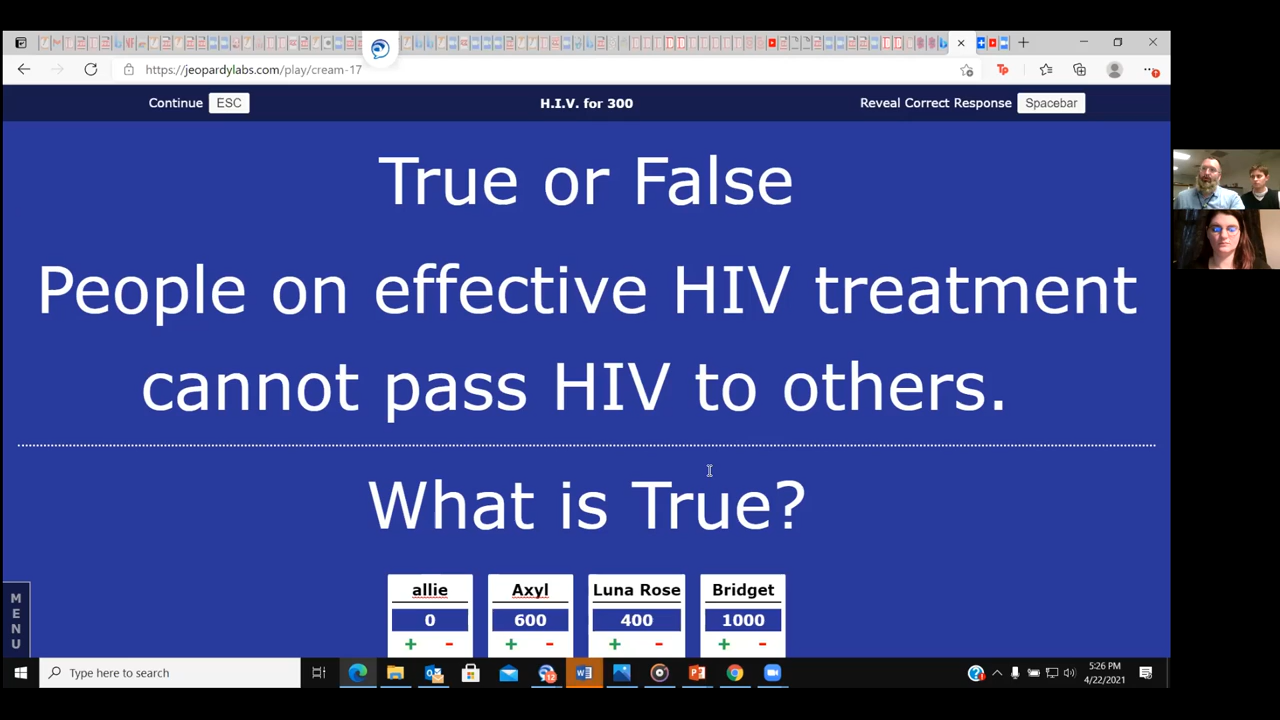 https://jeopardylabs.com/play/cream-17
Continue ESC
H.I.V. for 300
Reveal Correct Response Spacebar
True or False
People on effective HIV treatment
cannot pass HIV to others.
What is True?
allie Axyl Luna Rose Bridget
0 600 400 1000
+ - + - + - + -
MENU
Type here to search
12
5:26 PM
4/22/2021